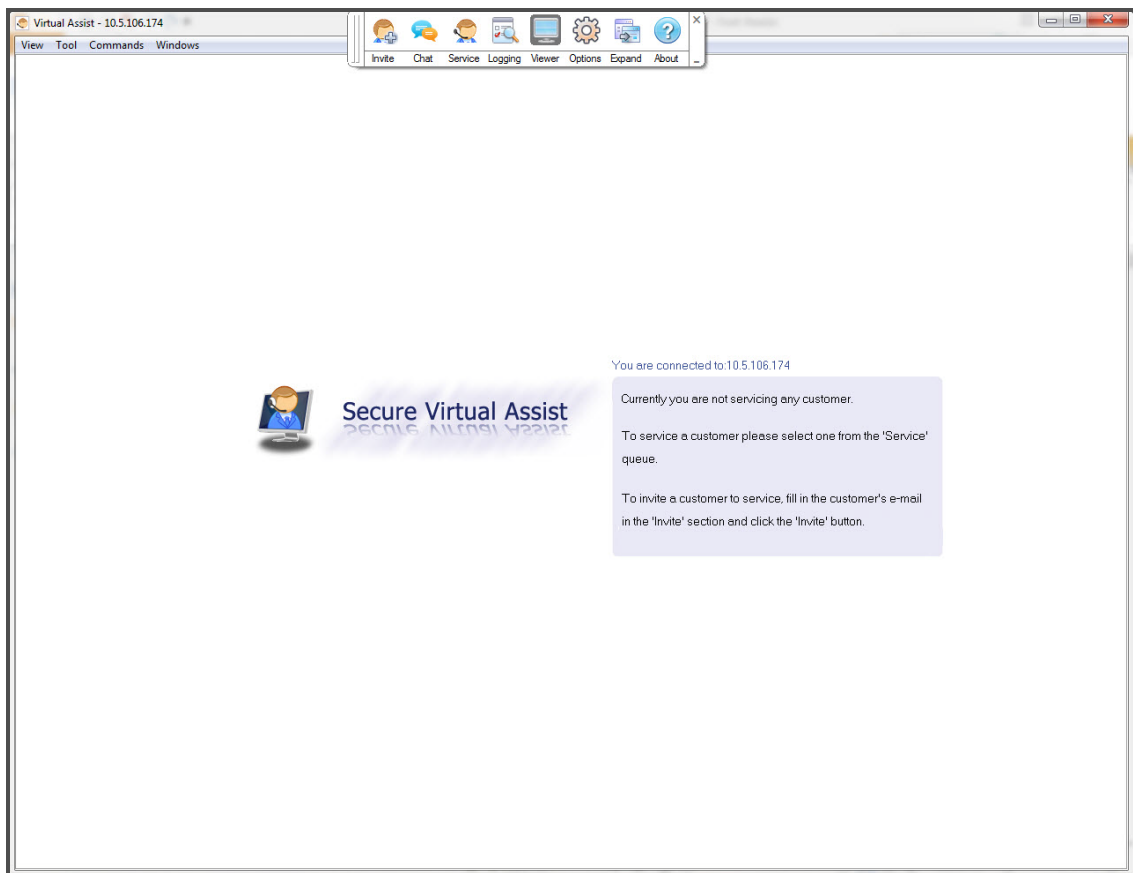 Virtual Assist - 10.5.106.174
View Tool Commands Windows
Invite Chat Service Logging Viewer Options Expand About
You are connected to:10.5.106.174
Secure Virtual Assist
Currently you are not servicing any customer.
To service a customer please select one from the 'Service'
queue.
To invite a customer to service, fill in the customer's e-mail
in the 'Invite' section and click the 'Invite' button.